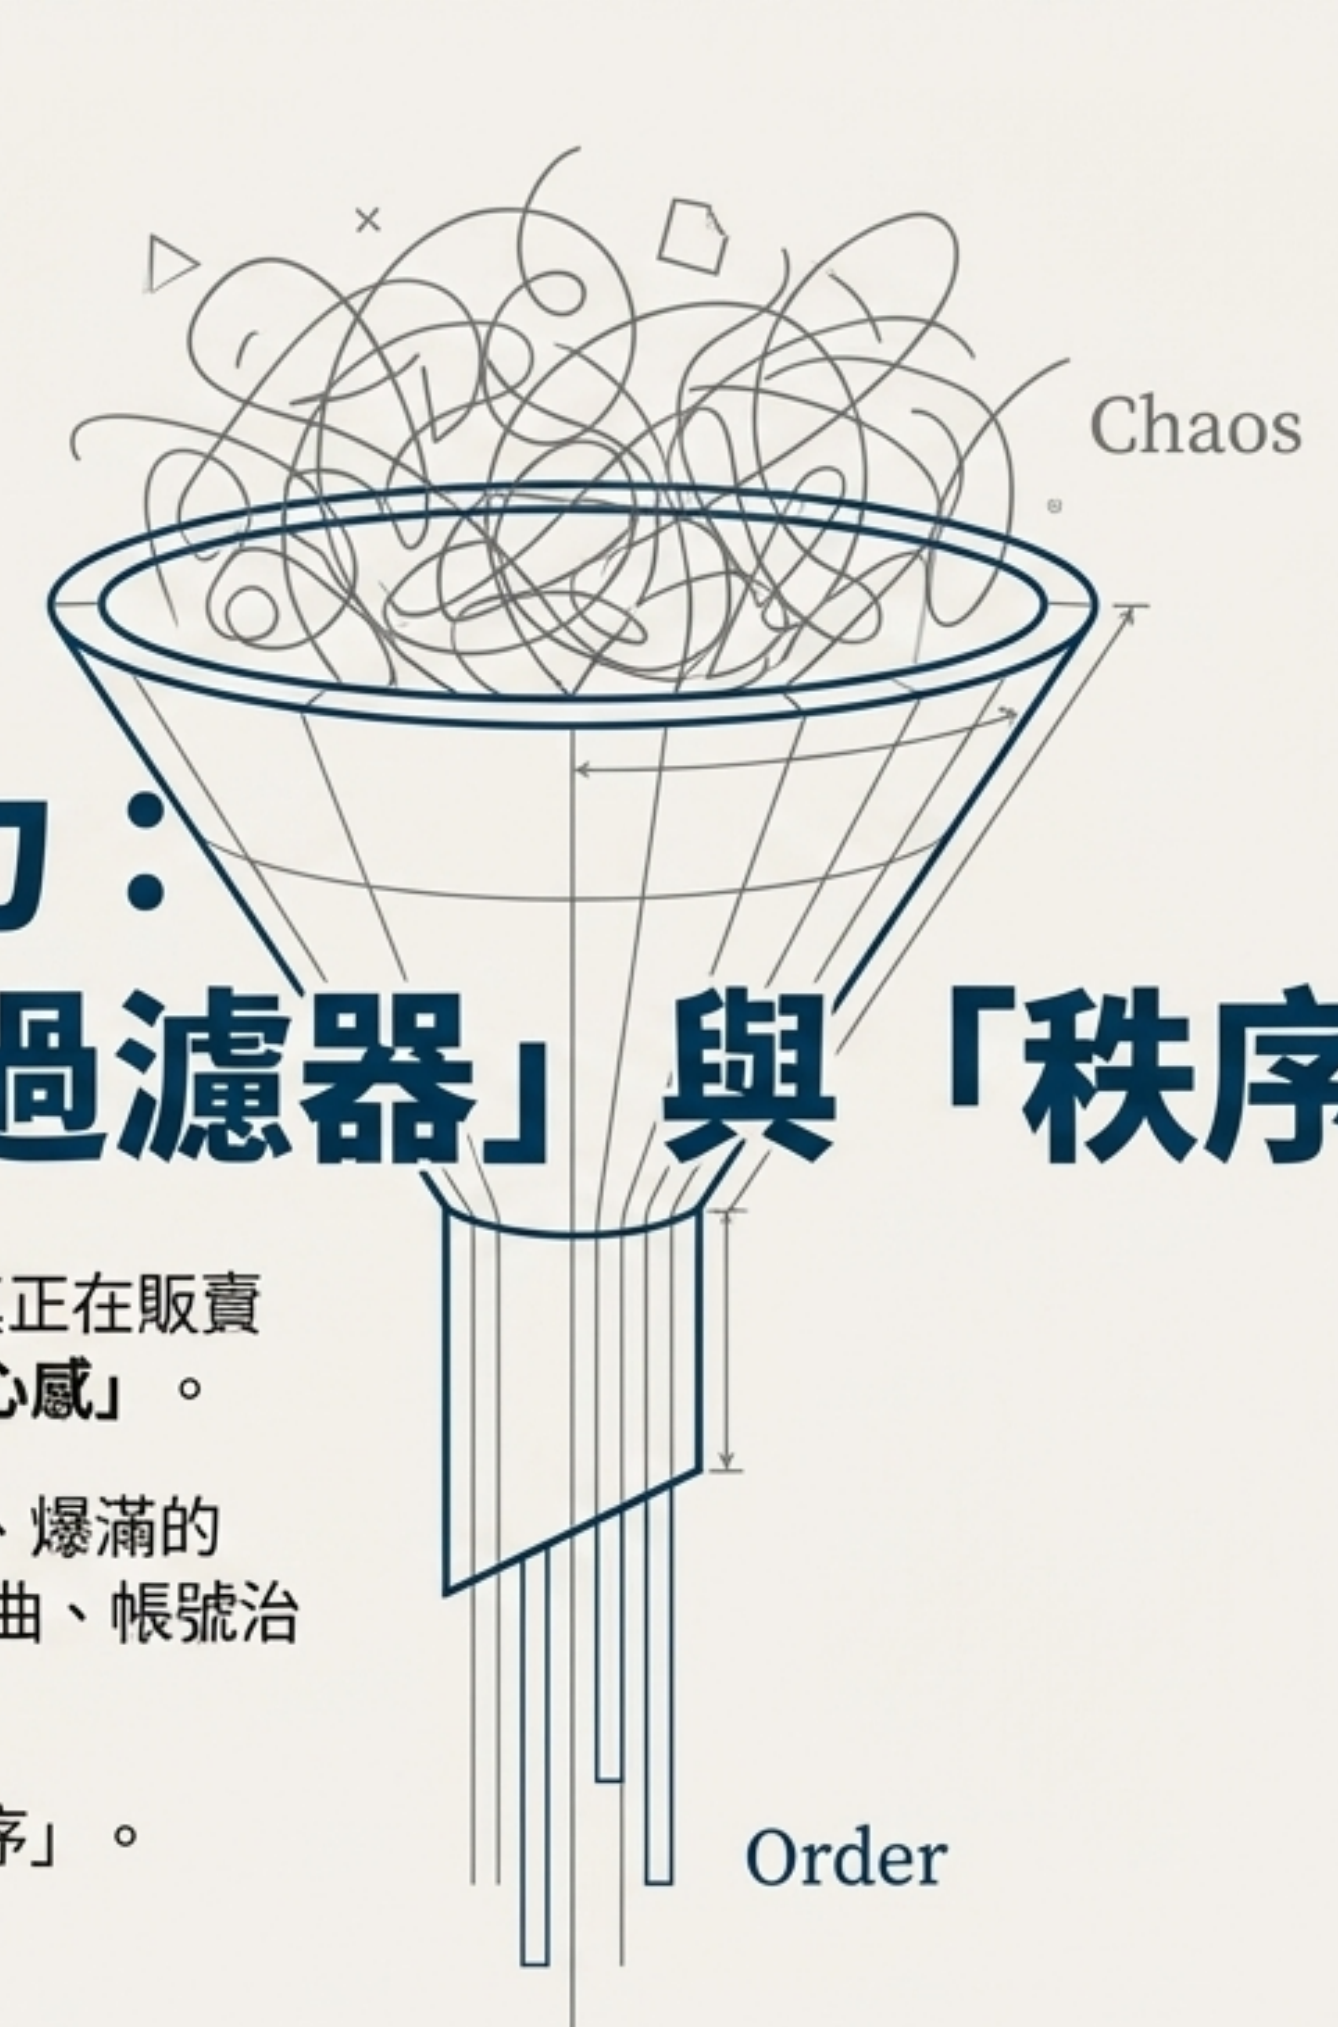 Chaos
力：
過濾器」與「秩序
正在販賣
心感」。
、爆滿的
曲、帳號治
序」。
Order